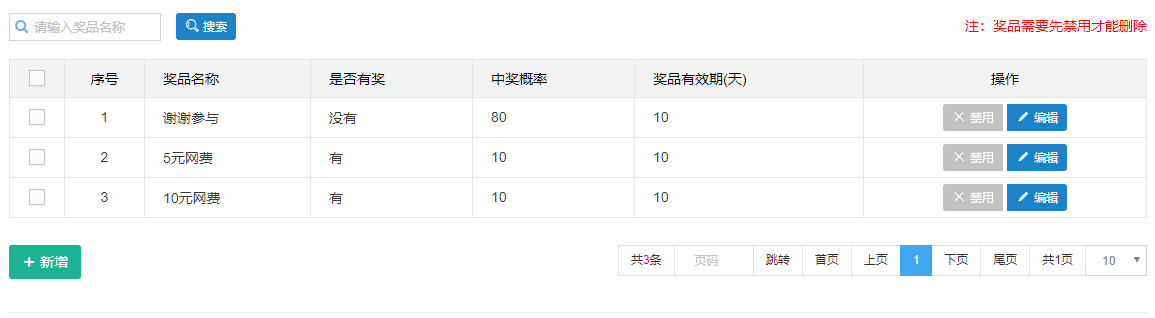 请输入奖品名称 搜索 注：奖品需要先禁用才能删除
序号 奖品名称 是否有奖 中奖概率 奖品有效期(天) 操作
1 谢谢参与 没有 80 10 禁用 编辑
2 5元网费 有 10 10 禁用 编辑
3 10元网费 有 10 10 禁用 编辑
新增 共3条 页码 跳转 首页 上页 1 下页 尾页 共1页 10